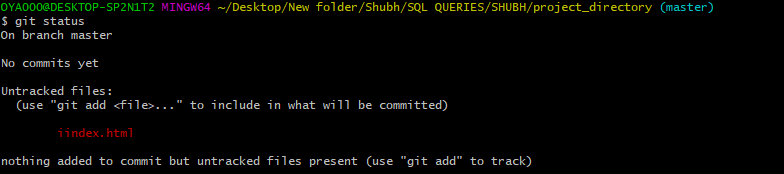 OYAOOO@DESKTOP-SP2N1T2 MINGW64 ~/Desktop/New folder/Shubh/SQL QUERIES/SHUBH/project_directory (master)
$ git status
On branch master
No commits yet
Untracked files:
(use "git add <file>..." to include in what will be committed)
iindex.html
nothing added to commit but untracked files present (use "git add" to track)